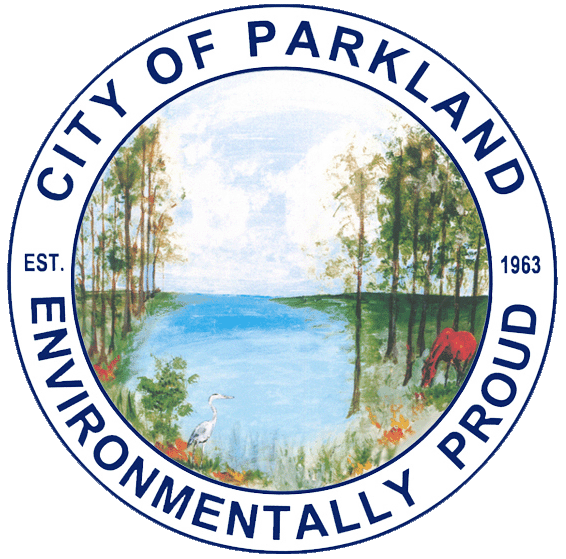 CITY OF PARKLAND
EST. 1963
ENVIRONMENTALLY PROUD